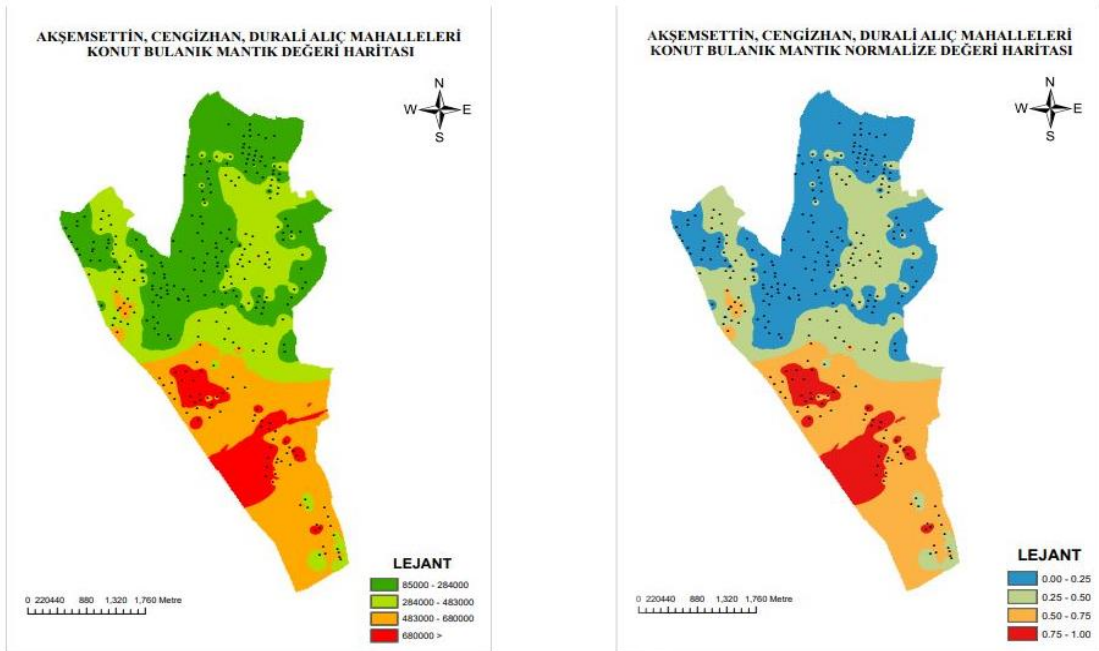 AKŞEMSETTİN, CENGİZHAN, DURALİ ALIÇ MAHALLELERİ
KONUT BULANIK MANTIK DEĞERİ HARİTASI
N
W E
S
LEJANT
85000 - 284000
284000 - 483000
483000 - 680000
680000 >
0 220440 880 1,320 1,760 Metre
AKŞEMSETTİN, CENGİZHAN, DURALİ ALIÇ MAHALLELERİ
KONUT BULANIK MANTIK NORMALİZE DEĞERİ HARİTASI
N
W E
S
LEJANT
0.00 - 0.25
0.25 - 0.50
0.50 - 0.75
0.75 - 1.00
0 220440 880 1,320 1,760 Metre